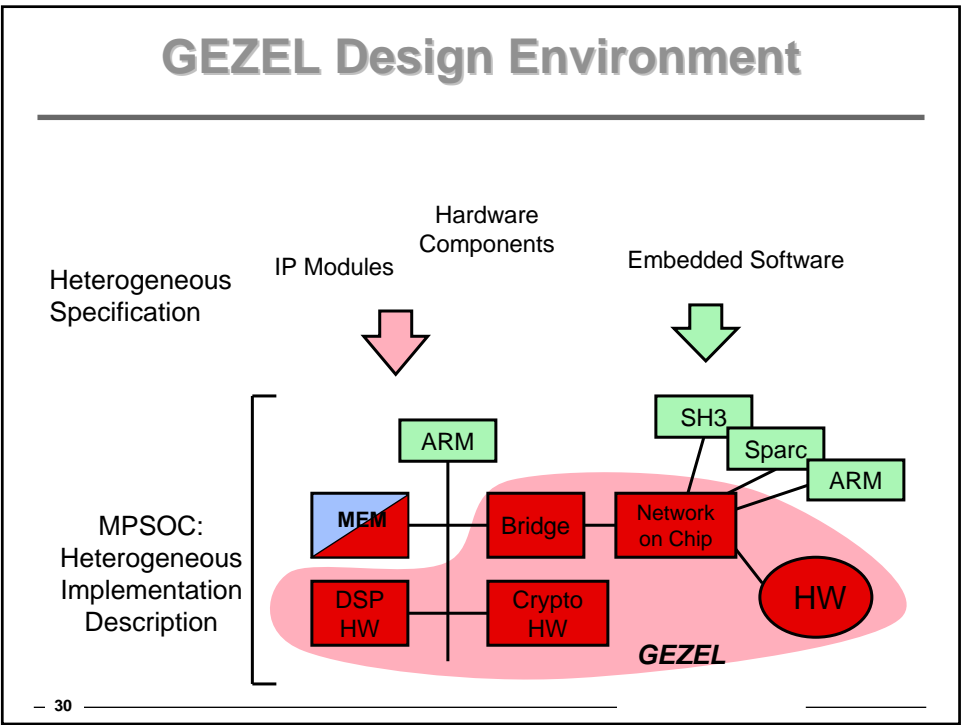 GEZEL Design Environment
Hardware
Components
IP Modules
Embedded Software
Heterogeneous
Specification
SH3
ARM
Sparc
ARM
MEM
Bridge
Network
on Chip
MPSOC:
Heterogeneous
Implementation
Description
DSP
HW
Crypto
HW
HW
GEZEL
30